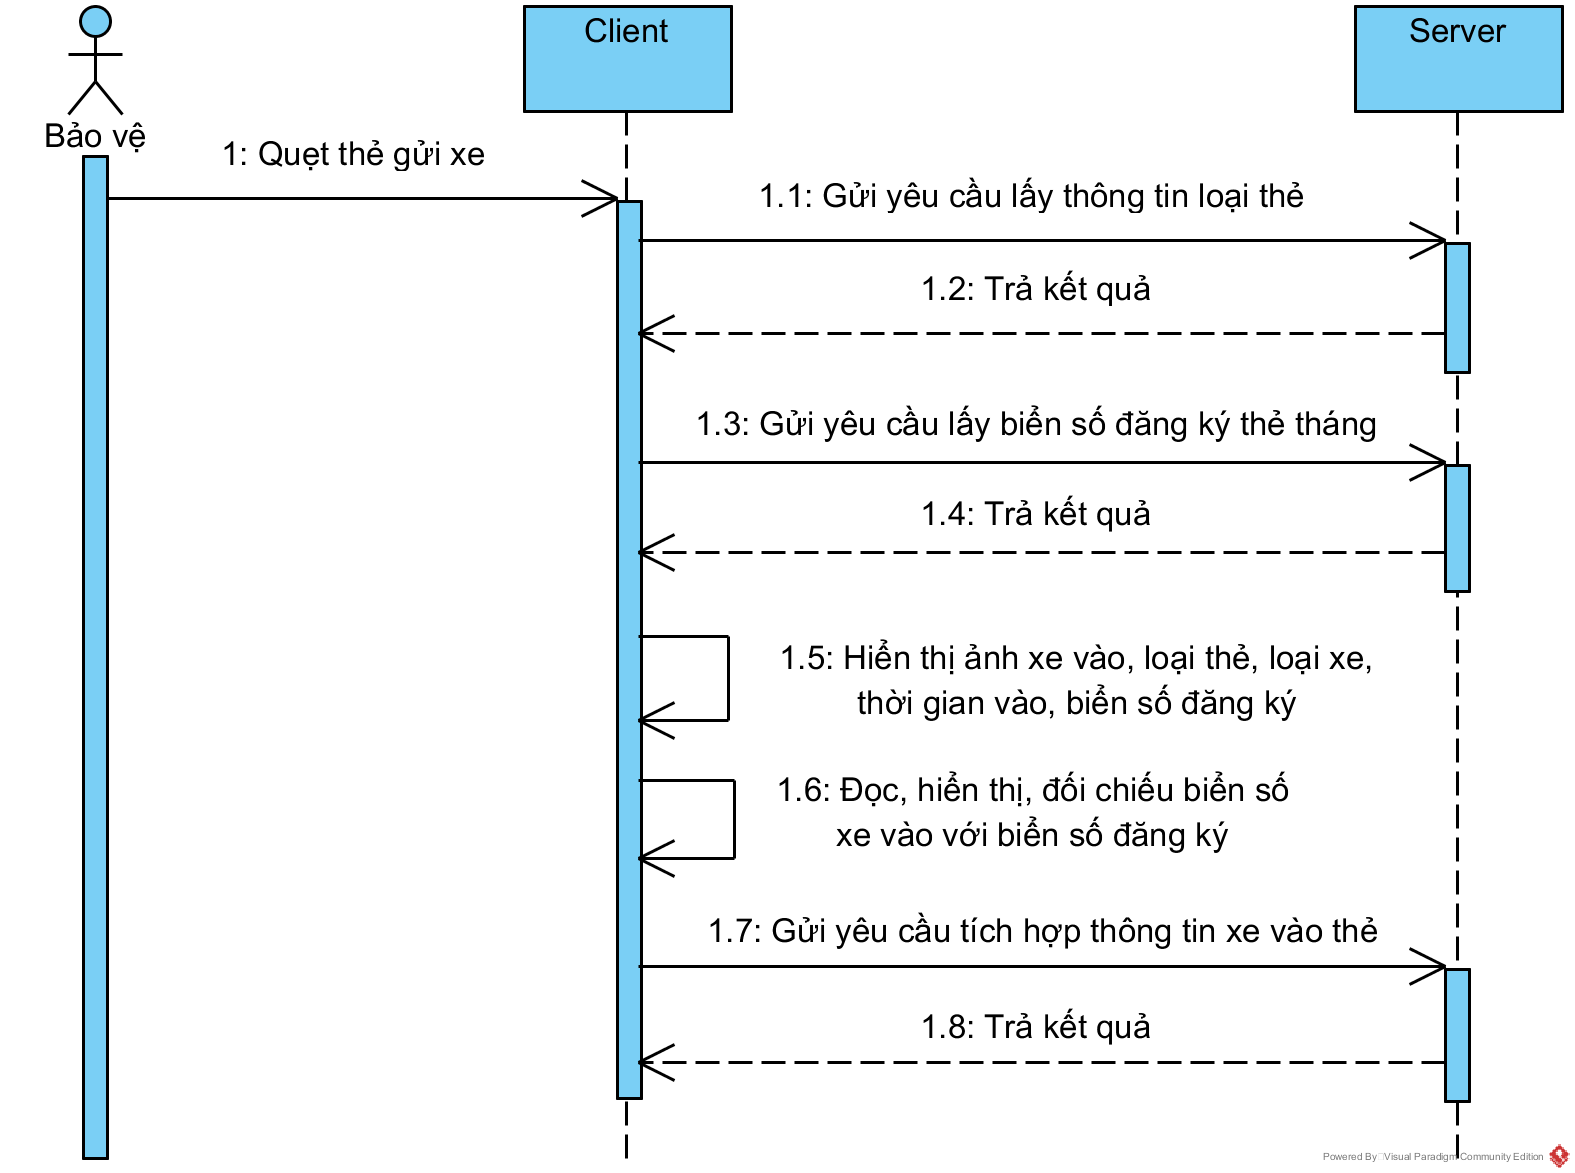 Client
Server
Bảo vệ
1: Quẹt thẻ gửi xe
1.1: Gửi yêu cầu lấy thông tin loại thẻ
1.2: Trả kết quả
1.3: Gửi yêu cầu lấy biển số đăng ký thẻ tháng
1.4: Trả kết quả
1.5: Hiển thị ảnh xe vào, loại thẻ, loại xe,
thời gian vào, biển số đăng ký
1.6: Đọc, hiển thị, đối chiếu biển số
xe vào với biển số đăng ký
1.7: Gửi yêu cầu tích hợp thông tin xe vào thẻ
1.8: Trả kết quả
Powered By Visual Paradigm Community Edition